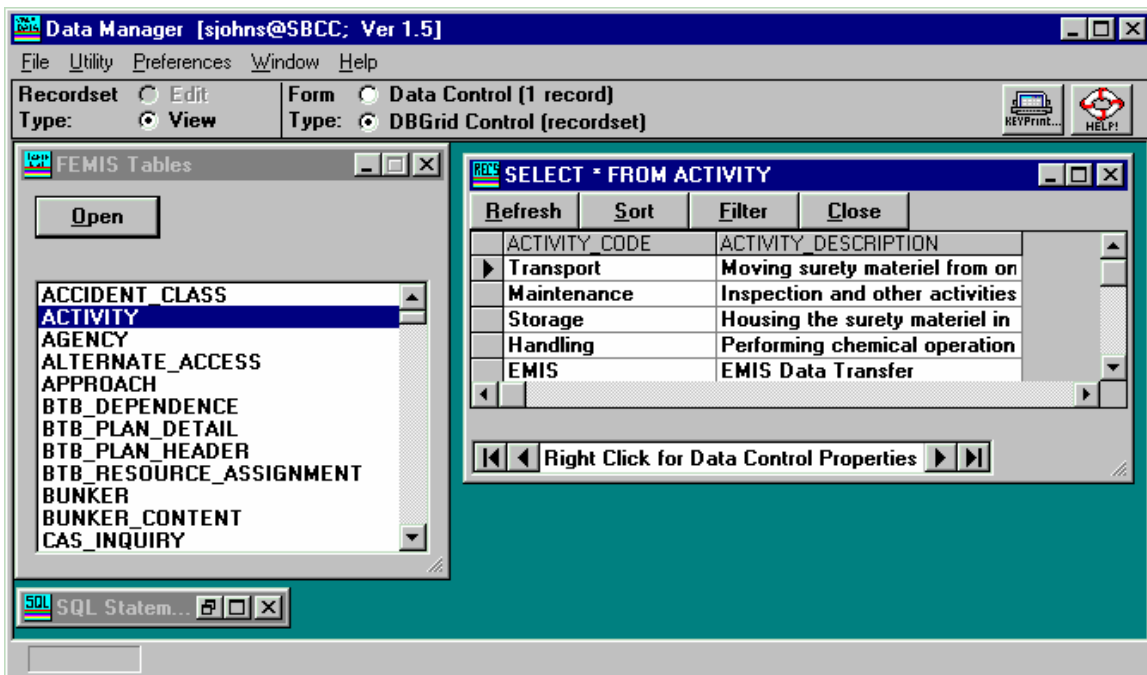 Data Manager [sjohns@SBCC; Ver 1.5]
File Utility Preferences Window Help
Recordset Edit Form Data Control (1 record)
Type: View Type: DBGrid Control (recordset)
KEYPrint... HELP!
FEMIS Tables
Open
ACCIDENT_CLASS
ACTIVITY
AGENCY
ALTERNATE_ACCESS
APPROACH
BTB_DEPENDENCE
BTB_PLAN_DETAIL
BTB_PLAN_HEADER
BTB_RESOURCE_ASSIGNMENT
BUNKER
BUNKER_CONTENT
CAS_INQUIRY
RECS SELECT * FROM ACTIVITY
Refresh Sort Filter Close
ACTIVITY_CODE ACTIVITY_DESCRIPTION
Transport Moving surety materiel from on
Maintenance Inspection and other activities
Storage Housing the surety materiel in
Handling Performing chemical operation
EMIS EMIS Data Transfer
Right Click for Data Control Properties
SQL SQL Statem...